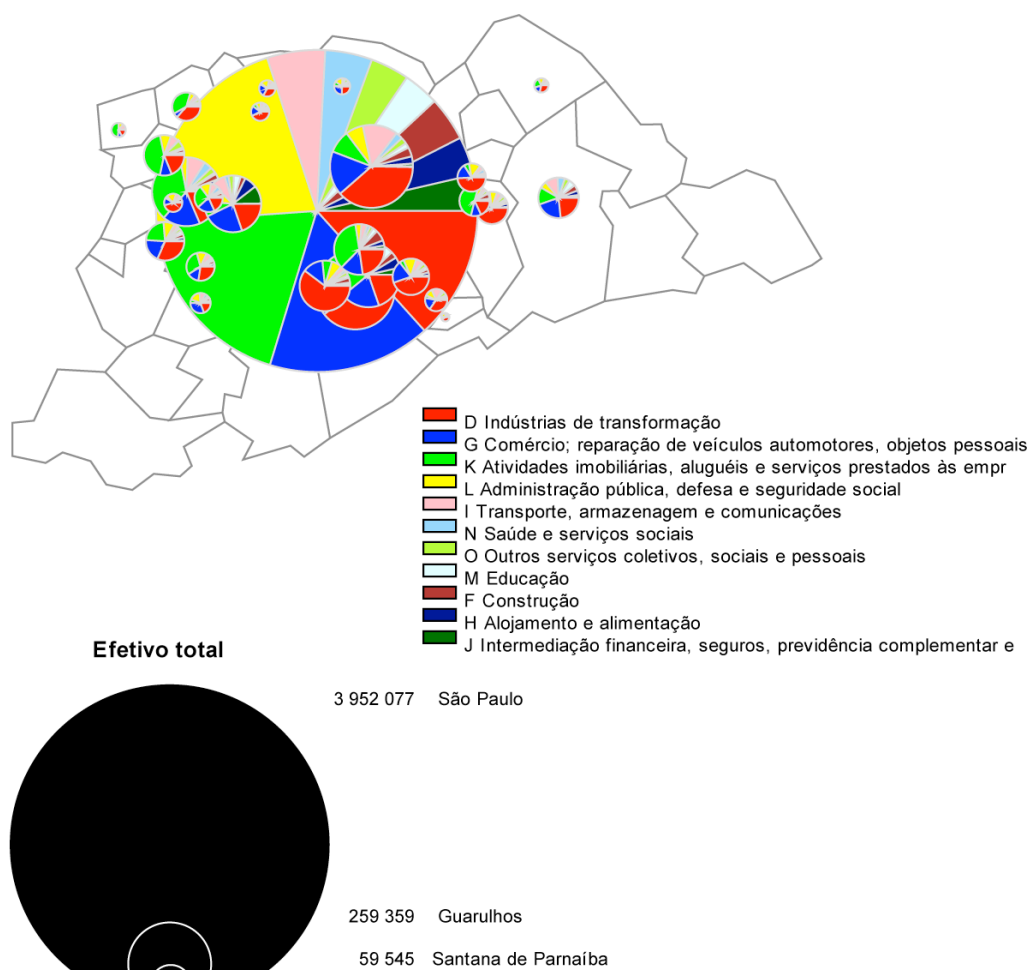 D Indústrias de transformação
G Comércio; reparação de veículos automotores, objetos pessoais
K Atividades imobiliárias, aluguéis e serviços prestados às empr
L Administração pública, defesa e seguridade social
I Transporte, armazenagem e comunicações
N Saúde e serviços sociais
O Outros serviços coletivos, sociais e pessoais
M Educação
F Construção
H Alojamento e alimentação
J Intermediação financeira, seguros, previdência complementar e
Efetivo total
3 952 077 São Paulo
259 359 Guarulhos
59 545 Santana de Parnaíba